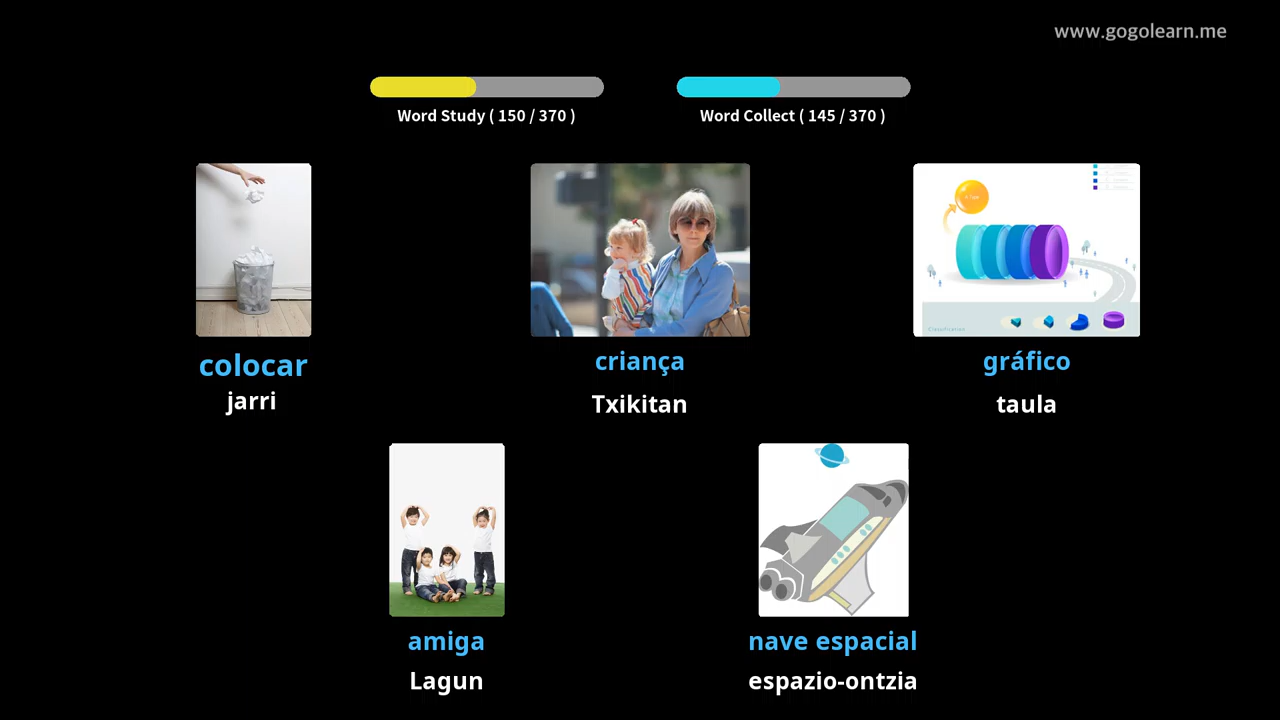 www.gogolearn.me
Word Study ( 150 / 370 )
Word Collect ( 145 / 370 )
colocar
jarri
criança
Txikitan
gráfico
taula
amiga
Lagun
nave espacial
espazio-ontzia